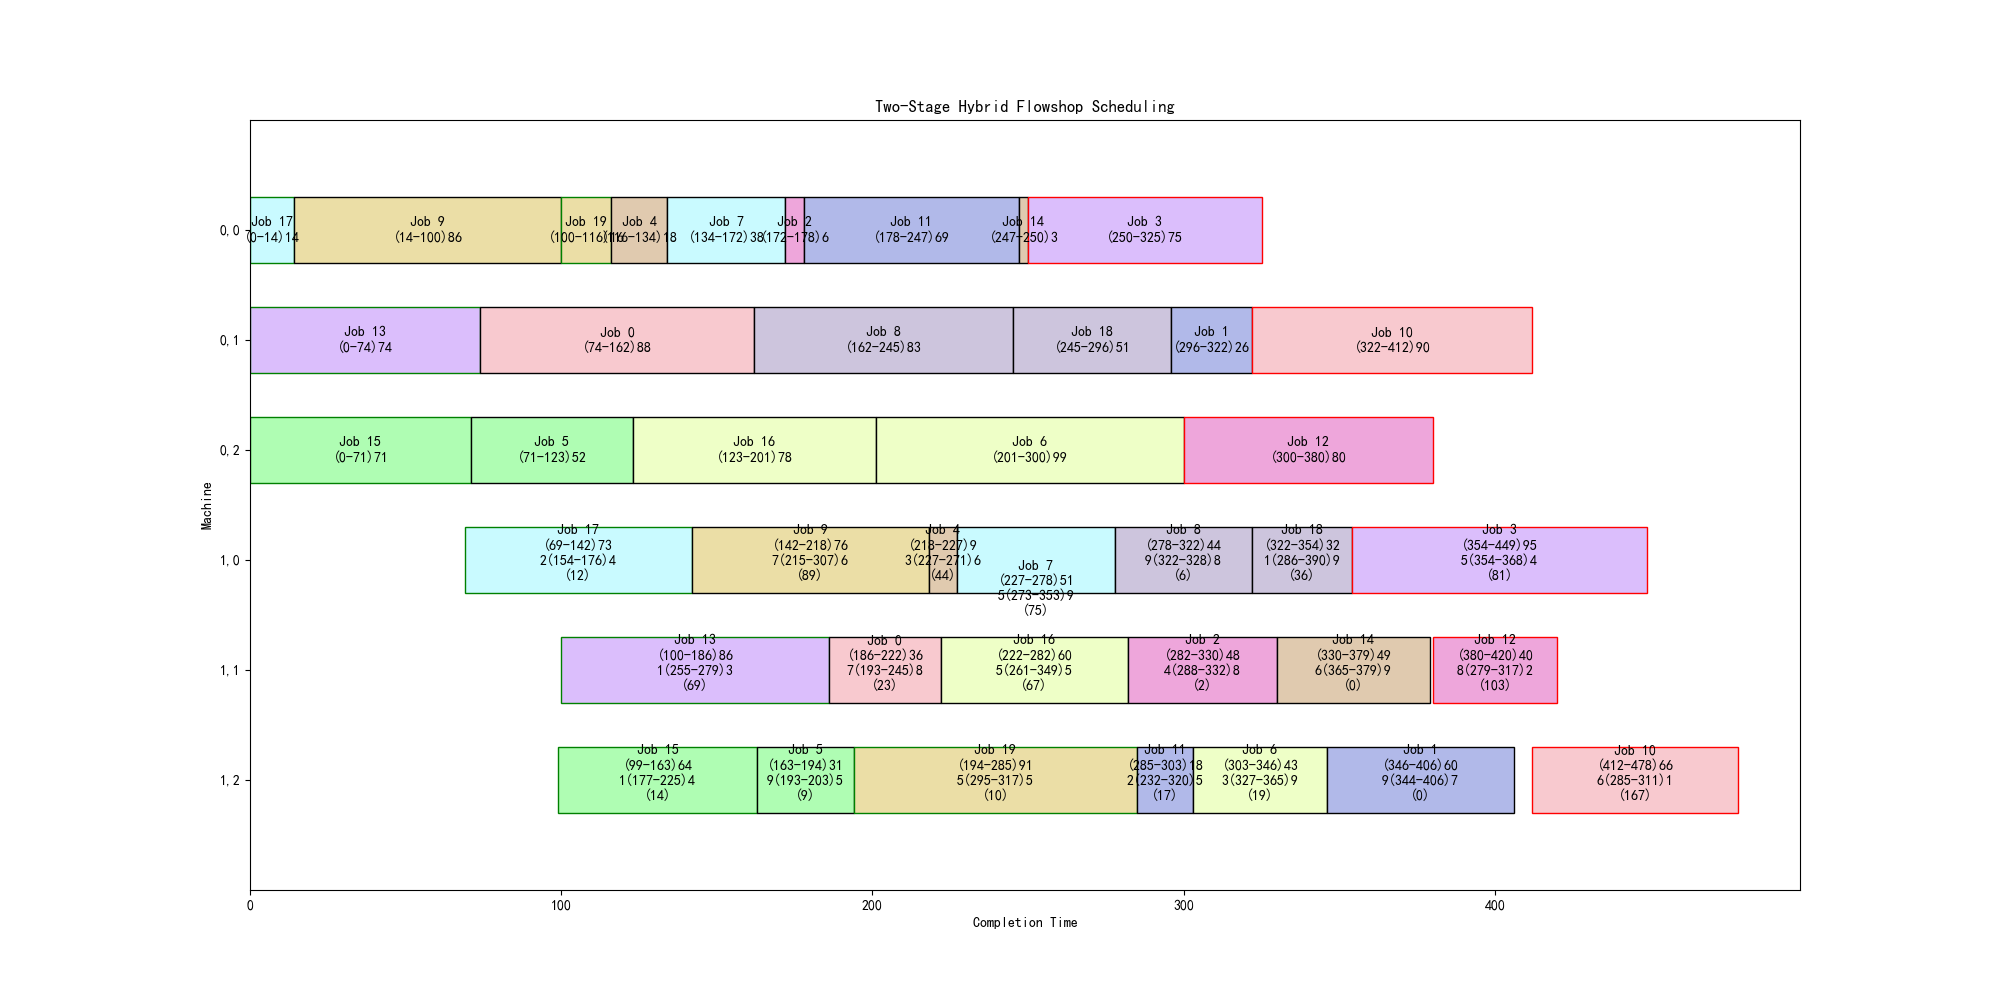 Two-Stage Hybrid Flowshop Scheduling
0,0
Job 17
(0-14)14
Job 9
(14-100)86
Job 19
(100-116)16
Job 4
(116-134)18
Job 7
(134-172)38
Job 2
(172-178)6
Job 11
(178-247)69
Job 14
(247-250)3
Job 3
(250-325)75
0,1
Job 13
(0-74)74
Job 0
(74-162)88
Job 8
(162-245)83
Job 18
(245-296)51
Job 1
(296-322)26
Job 10
(322-412)90
0,2
Job 15
(0-71)71
Job 5
(71-123)52
Job 16
(123-201)78
Job 6
(201-300)99
Job 12
(300-380)80
Machine
1,0
Job 17
(69-142)73
2(154-176)4
(12)
Job 9
(142-218)76
7(215-307)6
(89)
Job 4
(218-227)9
3(227-271)6
(44)
Job 7
(227-278)51
5(273-353)9
(75)
Job 8
(278-322)44
9(322-328)8
(6)
Job 18
(322-354)32
1(286-390)9
(36)
Job 3
(354-449)95
5(354-368)4
(81)
1,1
Job 13
(100-186)86
1(255-279)3
(69)
Job 0
(186-222)36
7(193-245)8
(23)
Job 16
(222-282)60
5(261-349)5
(67)
Job 2
(282-330)48
4(288-332)8
(2)
Job 14
(330-379)49
6(365-379)9
(0)
Job 12
(380-420)40
8(279-317)2
(103)
1,2
Job 15
(99-163)64
1(177-225)4
(14)
Job 5
(163-194)31
9(193-203)5
(9)
Job 19
(194-285)91
5(295-317)5
(10)
Job 11
(285-303)18
2(232-320)5
(17)
Job 6
(303-346)43
3(327-365)9
(19)
Job 1
(346-406)60
9(344-406)7
(0)
Job 10
(412-478)66
6(285-311)1
(167)
0
100
200
300
400
Completion Time